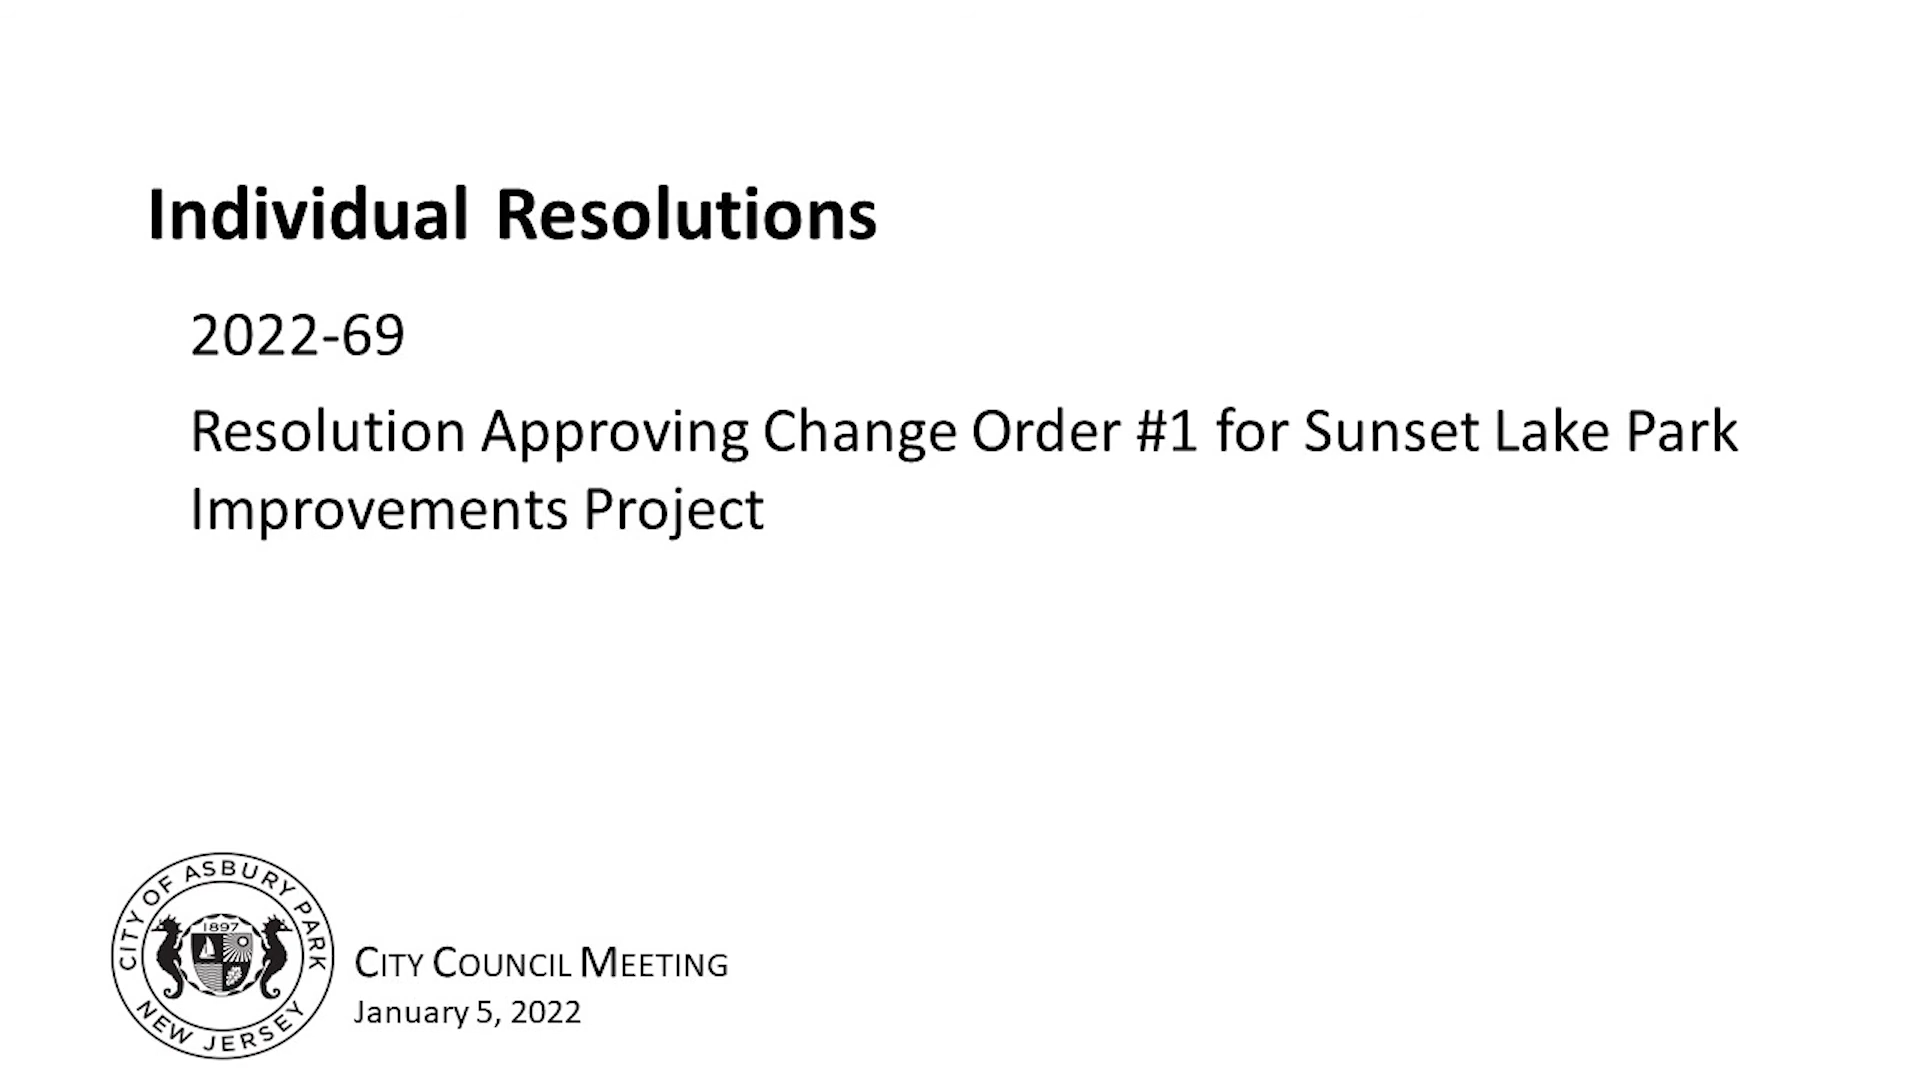 Individual Resolutions
2022-69
Resolution Approving Change Order #1 for Sunset Lake Park
Improvements Project
CITY OF ASBURY PARK
1897
NEW JERSEY
CITY COUNCIL MEETING
January 5, 2022